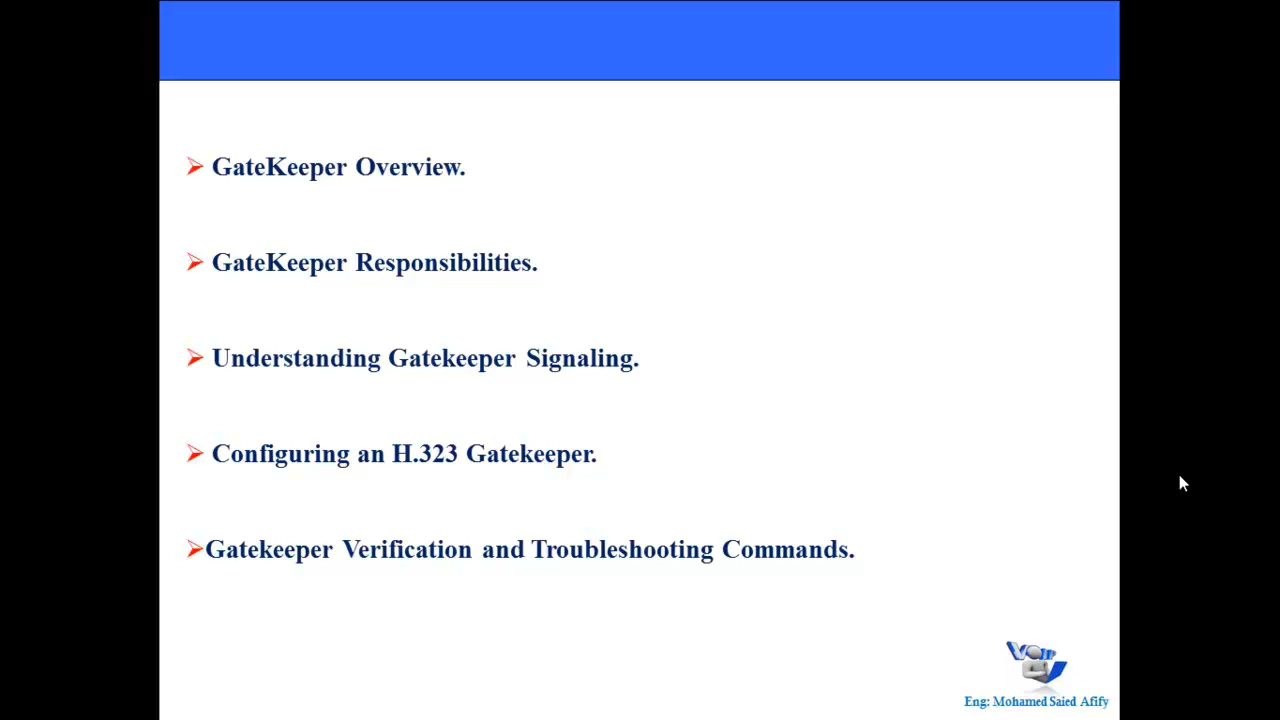 GateKeeper Overview.
GateKeeper Responsibilities.
Understanding Gatekeeper Signaling.
Configuring an H.323 Gatekeeper.
Gatekeeper Verification and Troubleshooting Commands.
Eng: Mohamed Saied Afify